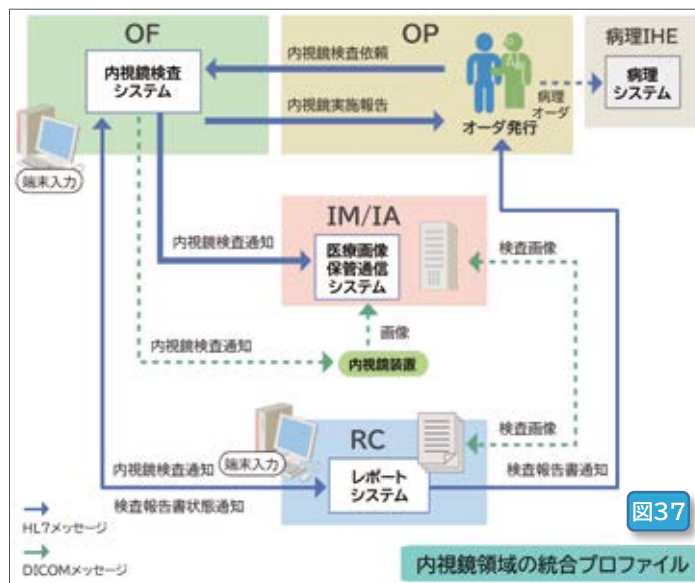 OF
OP
病理IHE
内視鏡検査
システム
内視鏡検査依頼
内視鏡実施報告
オーダ発行
病理
オーダ
病理
システム
端末入力
IM/IA
内視鏡検査通知
医療画像
保管通信
システム
検査画像
画像
内視鏡検査通知
内視鏡装置
端末入力
RC
検査画像
内視鏡検査通知
検査報告書状態通知
レポート
システム
検査報告書通知
HL7メッセージ
DICOMメッセージ
図37
内視鏡領域の統合プロファイル